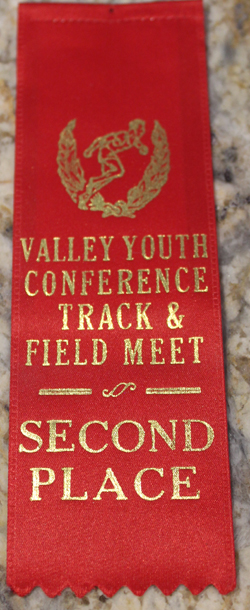 VALLEY YOUTH
CONFERENCE
TRACK &
FIELD MEET
SECOND
PLACE